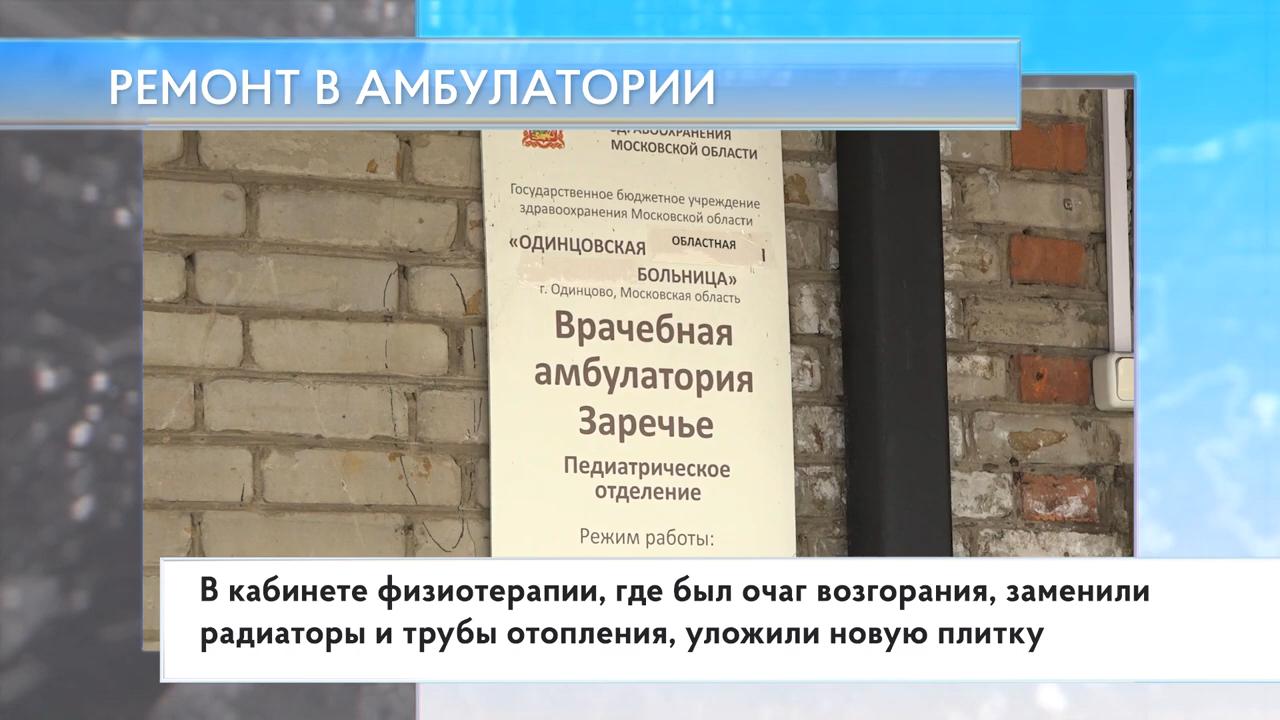 РЕМОНТ В АМБУЛАТОРИИ
ЗДРАВООХРАНЕНИЯ
МОСКОВСКОЙ ОБЛАСТИ
Государственное бюджетное учреждение
здравоохранения Московской области
«ОДИНЦОВСКАЯ ОБЛАСТНАЯ
БОЛЬНИЦА»
г. Одинцово, Московская область
Врачебная
амбулатория
Заречье
Педиатрическое
отделение
Режим работы:
В кабинете физиотерапии, где был очаг возгорания, заменили
радиаторы и трубы отопления, уложили новую плитку